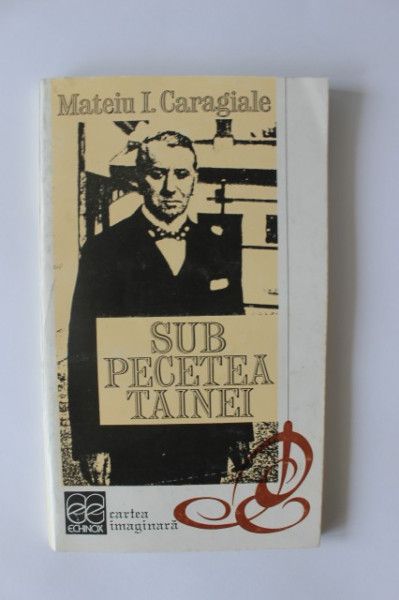 Mateiu I. Caragiale
SUB
PECETEA
TAINEI
ECHINOX
cartea
imaginară